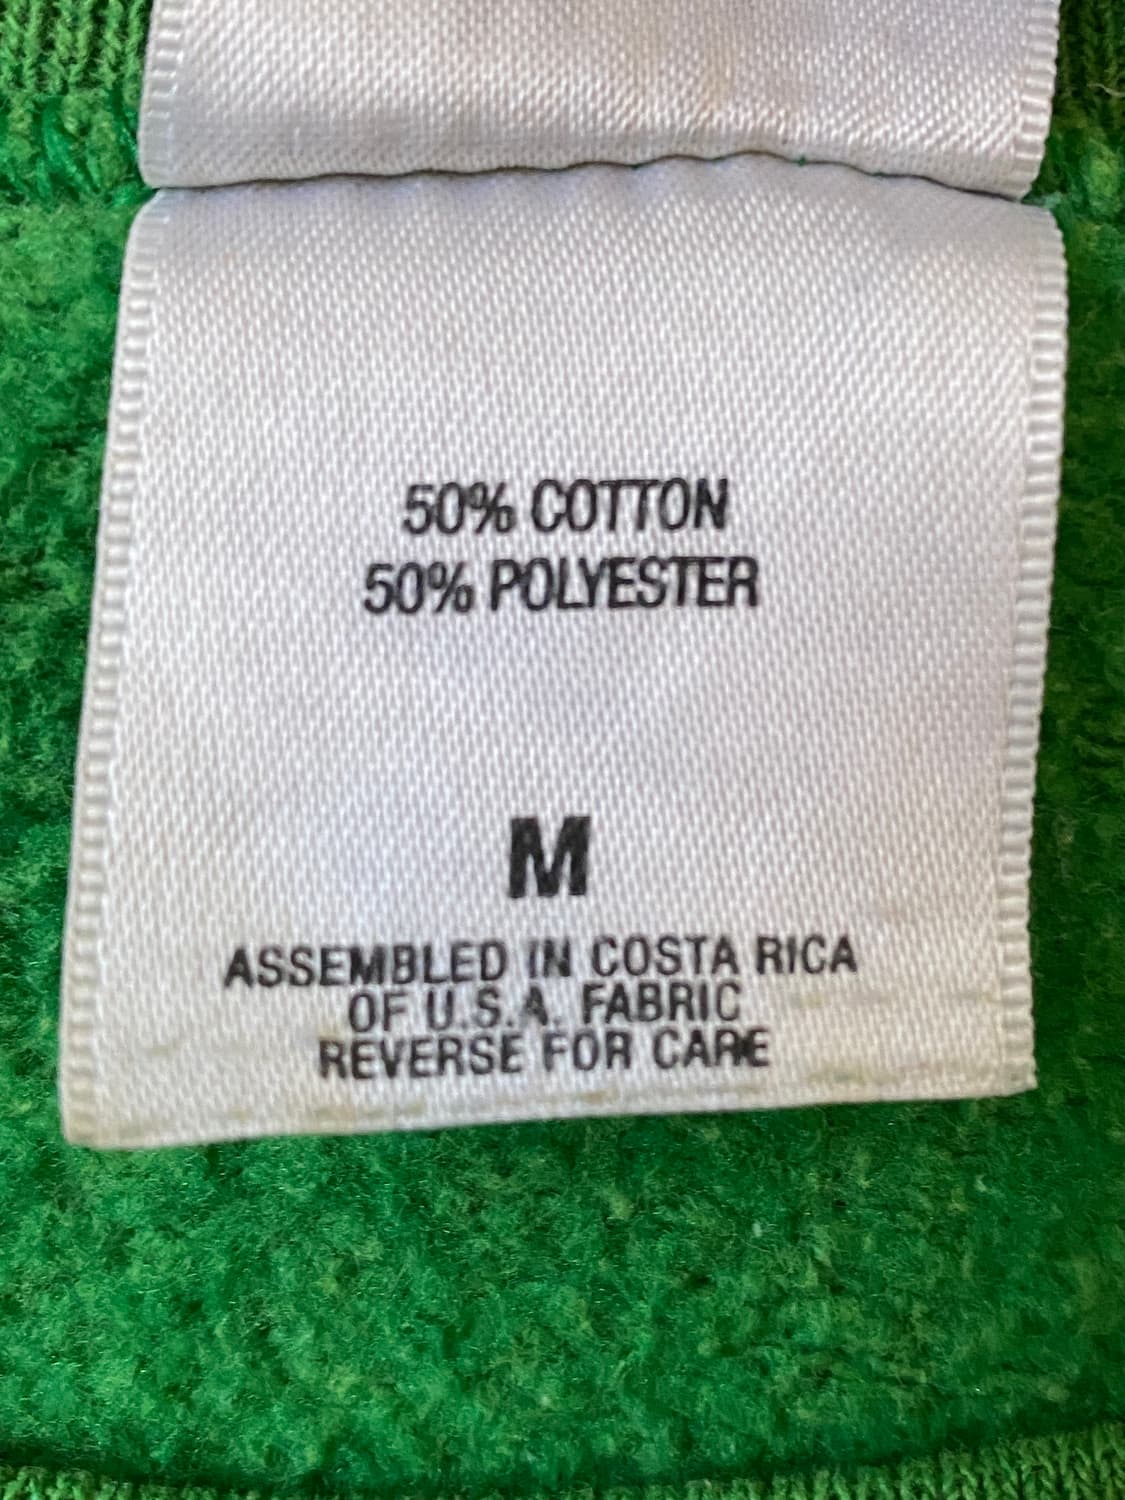 50% COTTON
50% POLYESTER
M
ASSEMBLED IN COSTA RICA
OF U.S.A. FABRIC
REVERSE FOR CARE